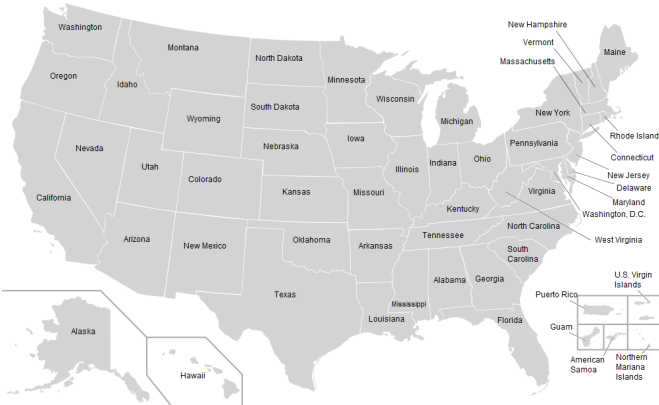 Washington
Montana
North Dakota
Minnesota
Maine
New Hampshire
Vermont
Massachusetts
Oregon
Idaho
Wyoming
South Dakota
Wisconsin
Michigan
New York
Rhode Island
Connecticut
New Jersey
Delaware
Maryland
Washington, D.C.
West Virginia
Nevada
Utah
Colorado
Nebraska
Iowa
Illinois
Indiana
Ohio
Pennsylvania
California
Kansas
Missouri
Kentucky
Virginia
Arizona
New Mexico
Oklahoma
Arkansas
Tennessee
North Carolina
South
Carolina
Texas
Louisiana
Mississippi
Alabama
Georgia
Florida
Alaska
Hawaii
U.S. Virgin
Islands
Puerto Rico
Guam
American
Samoa
Northern
Mariana
Islands